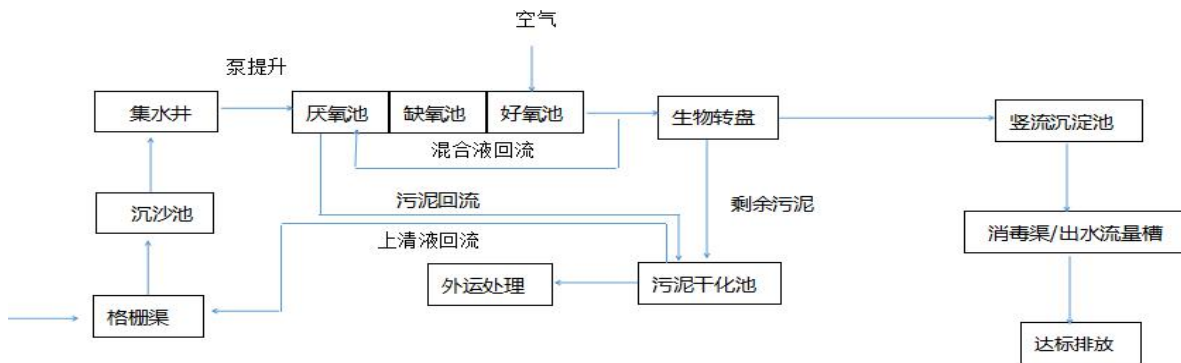 空气
泵提升
集水井
厌氧池
缺氧池
好氧池
生物转盘
竖流沉淀池
混合液回流
沉沙池
污泥回流
剩余污泥
上清液回流
消毒渠/出水流量槽
外运处理
污泥干化池
格栅渠
达标排放